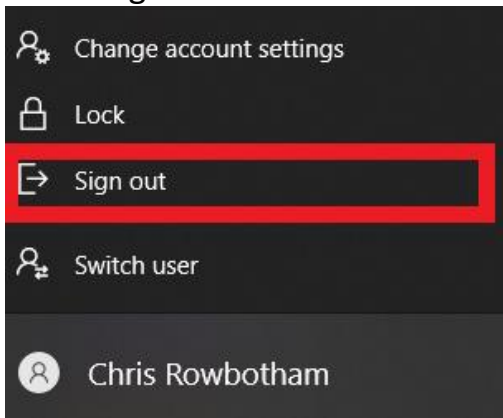 Change account settings
Lock
Sign out
Switch user
Chris Rowbotham